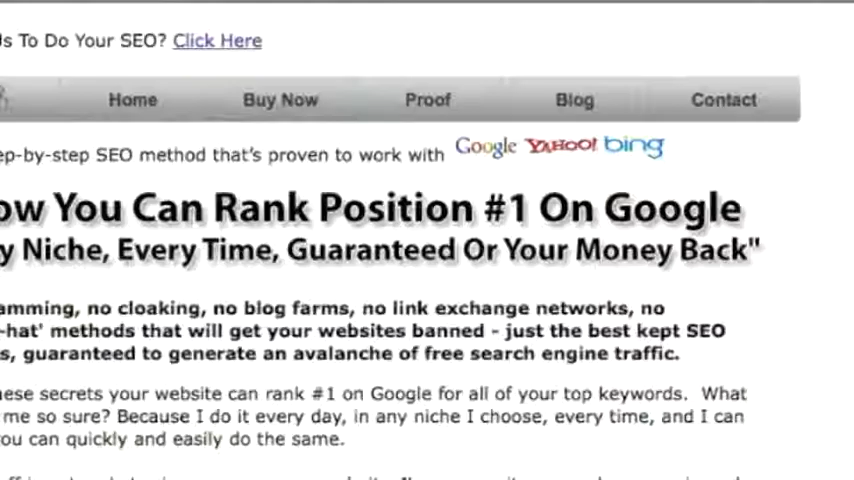 Us To Do Your SEO? Click Here
Home Buy Now Proof Blog Contact
ep-by-step SEO method that's proven to work with Google YAHOO! bing
ow You Can Rank Position #1 On Google
y Niche, Every Time, Guaranteed Or Your Money Back"
amming, no cloaking, no blog farms, no link exchange networks, no
-hat' methods that will get your websites banned - just the best kept SEO
s, guaranteed to generate an avalanche of free search engine traffic.
hese secrets your website can rank #1 on Google for all of your top keywords. What
me so sure? Because I do it every day, in any niche I choose, every time, and I can
ou can quickly and easily do the same.